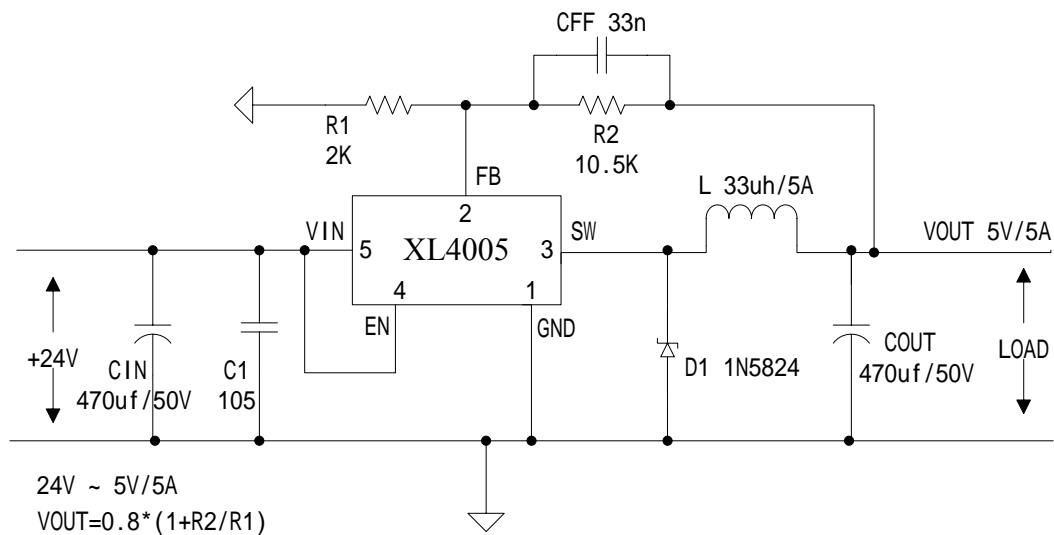 CFF 33n
R1
2K
R2
10.5K
FB
L 33uh/5A
2
VIN
5
XL4005
3
SW
VOUT 5V/5A
4
1
EN
GND
+24V
CIN
470uf/50V
C1
105
D1 1N5824
COUT
470uf/50V
LOAD
24V ~ 5V/5A
VOUT=0.8*(1+R2/R1)